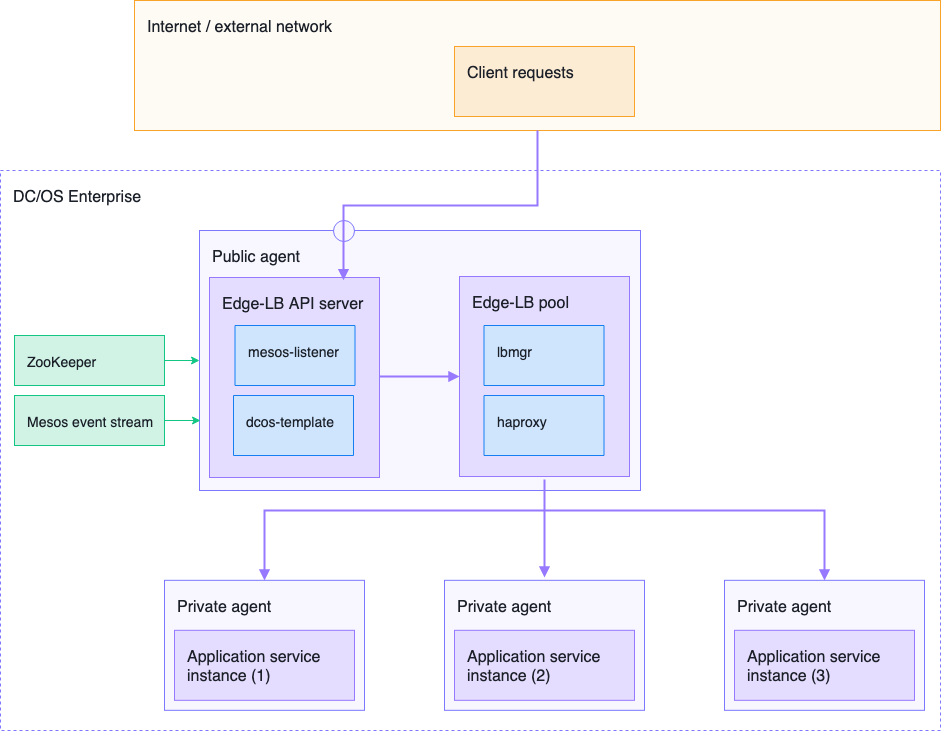 Internet / external network
Client requests
DC/OS Enterprise
Public agent
Edge-LB API server
mesos-listener
dcos-template
Edge-LB pool
lbmgr
haproxy
ZooKeeper
Mesos event stream
Private agent
Application service
instance (1)
Private agent
Application service
instance (2)
Private agent
Application service
instance (3)